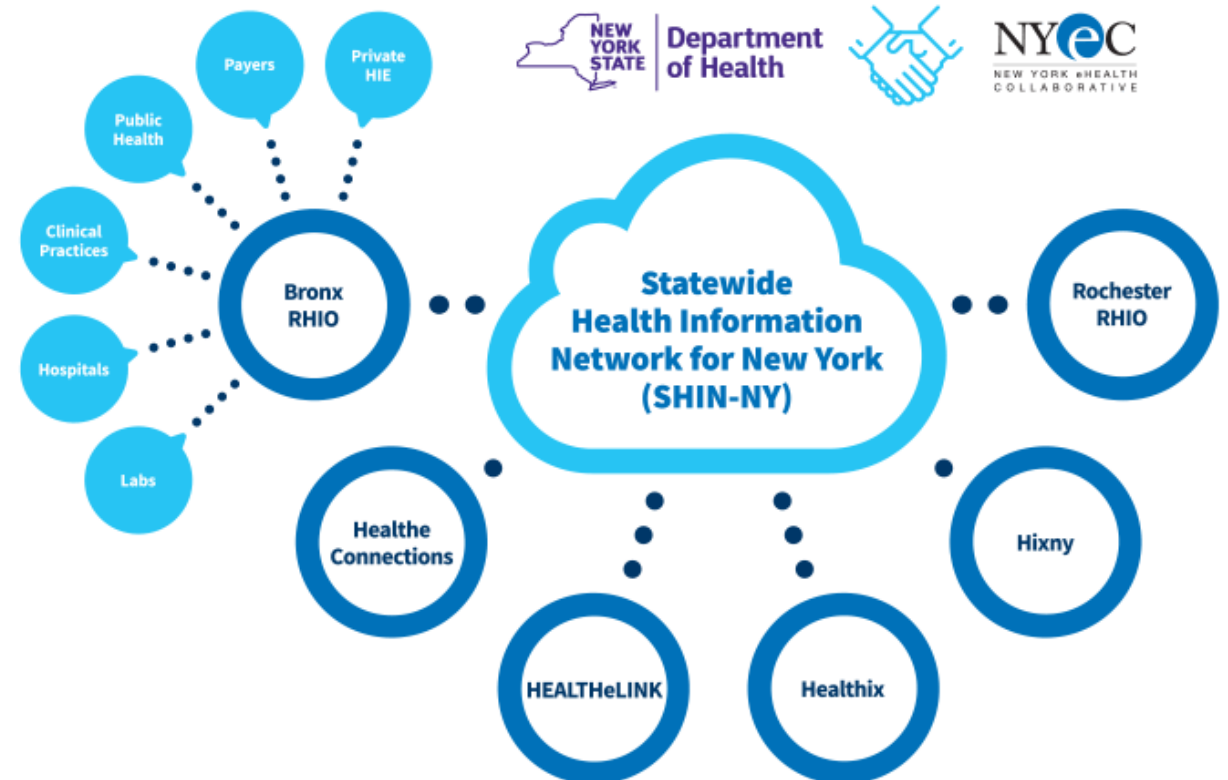 NEW
YORK
STATE
Department
of Health
NYeC
NEW YORK eHEALTH
COLLABORATIVE
Payers
Private
HIE
Public
Health
Clinical
Practices
Hospitals
Labs
Bronx
RHIO
Statewide
Health Information
Network for New York
(SHIN-NY)
Rochester
RHIO
Healthe
Connections
HEALTHeLINK
Healthix
Hixny